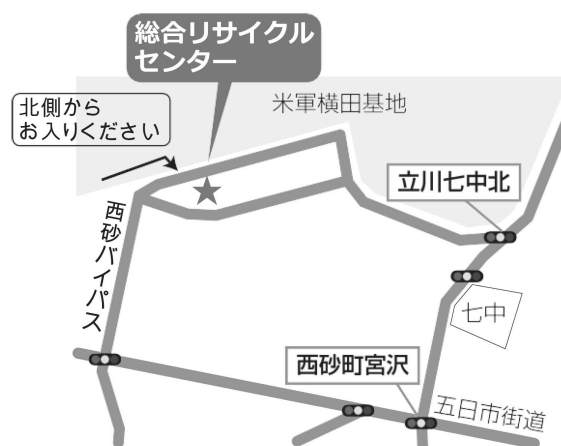 総合リサイクル
センター
米軍横田基地
北側から
お入りください
立川七中北
西砂バイパス
七中
西砂町宮沢
五日市街道